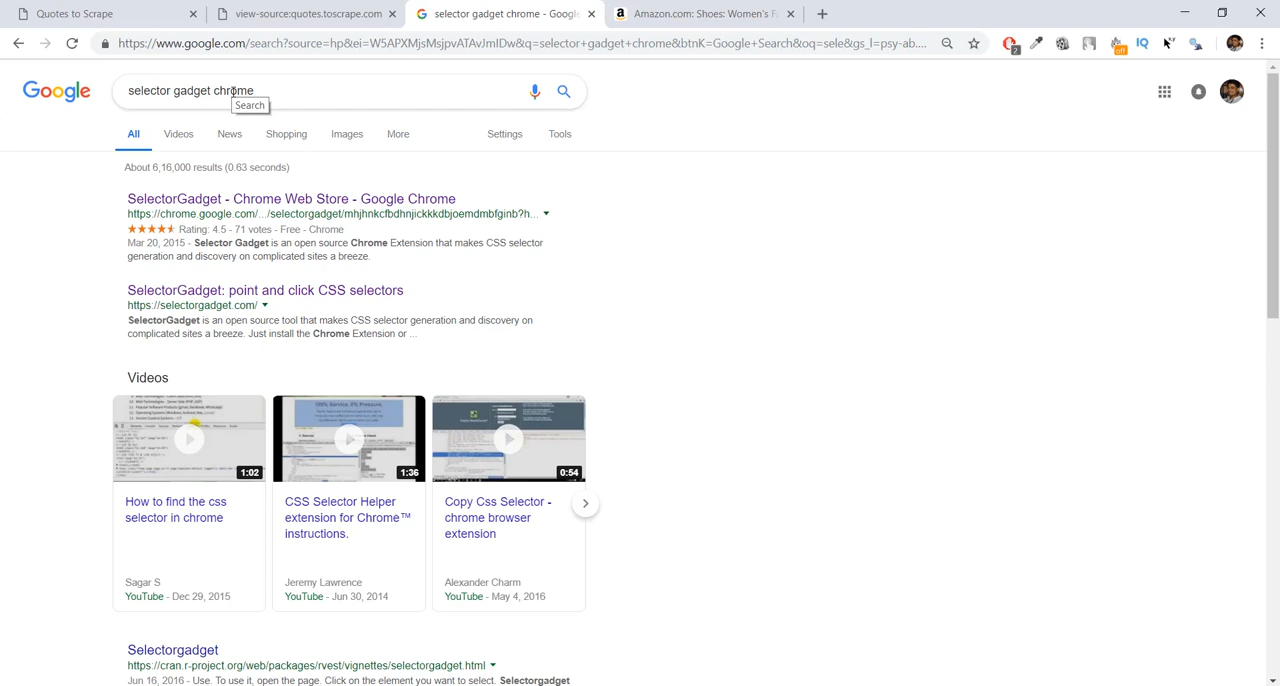 Quotes to Scrape
view-source:quotes.toscrape.com
selector gadget chrome - Google
Amazon.com: Shoes: Women's F
https://www.google.com/search?source=hp&ei=W5APXMjsMsjpvATAvJmIDw&q=selector+gadget+chrome&btnK=Google+Search&oq=sele&gs_l=psy-ab....
2
off
IQ
Google
selector gadget chrome
Search
All Videos News Shopping Images More Settings Tools
About 6,16,000 results (0.63 seconds)
SelectorGadget - Chrome Web Store - Google Chrome
https://chrome.google.com/.../selectorgadget/mhjhnkcfbdhnjickkkdbjoemdmbfginb?h...
Rating: 4.5 - 71 votes - Free - Chrome
Mar 20, 2015 - Selector Gadget is an open source Chrome Extension that makes CSS selector
generation and discovery on complicated sites a breeze.
SelectorGadget: point and click CSS selectors
https://selectorgadget.com/
SelectorGadget is an open source tool that makes CSS selector generation and discovery on
complicated sites a breeze. Just install the Chrome Extension or ...
Videos
1:02
1:36
0:54
How to find the css
selector in chrome
Sagar S
YouTube - Dec 29, 2015
CSS Selector Helper
extension for Chrome™
instructions.
Jeremy Lawrence
YouTube - Jun 30, 2014
Copy Css Selector -
chrome browser
extension
Alexander Charm
YouTube - May 4, 2016
Selectorgadget
https://cran.r-project.org/web/packages/rvest/vignettes/selectorgadget.html
Jun 16, 2016 - Use. To use it, open the page. Click on the element you want to select. Selectorgadget